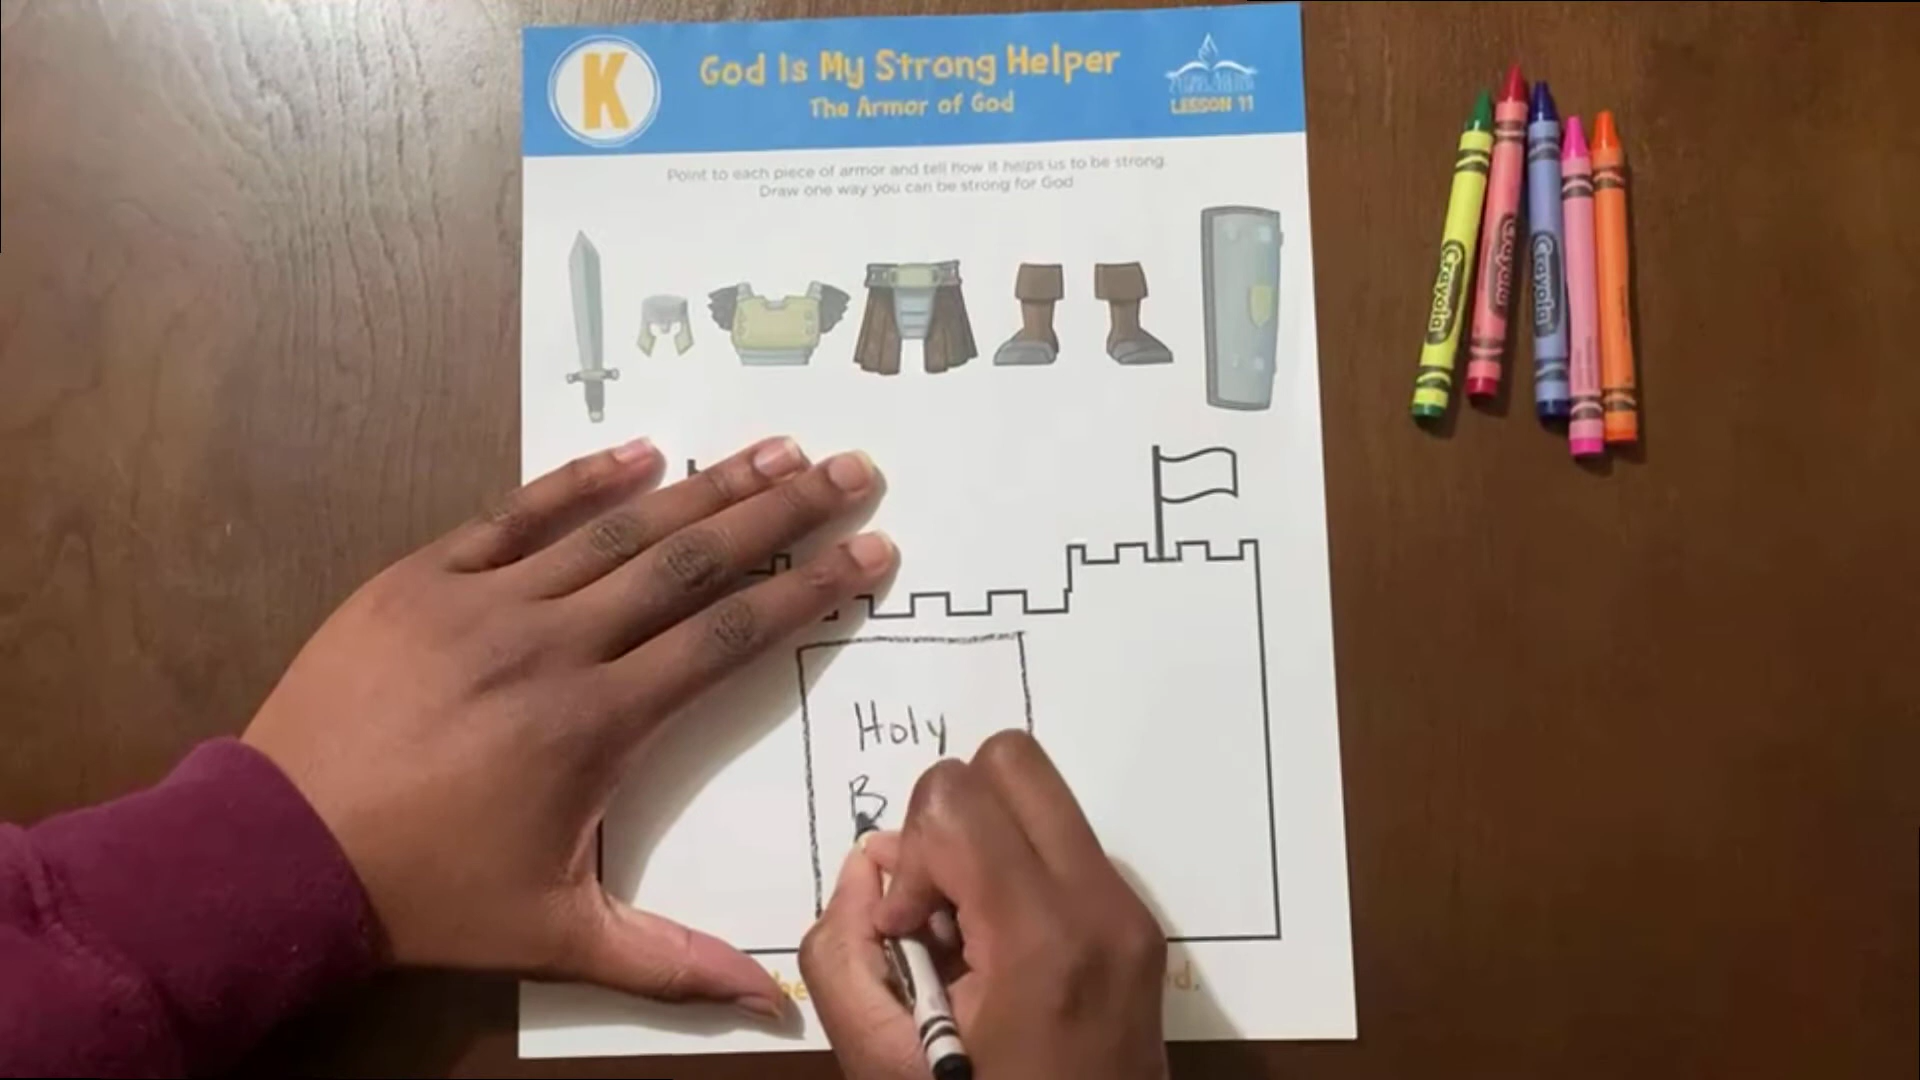 K
God Is My Strong Helper
The Armor of God
LESSON 11
Point to each piece of armor and tell how it helps us to be strong.
Draw one way you can be strong for God
Crayola
Crayola
Crayola
Holy
B